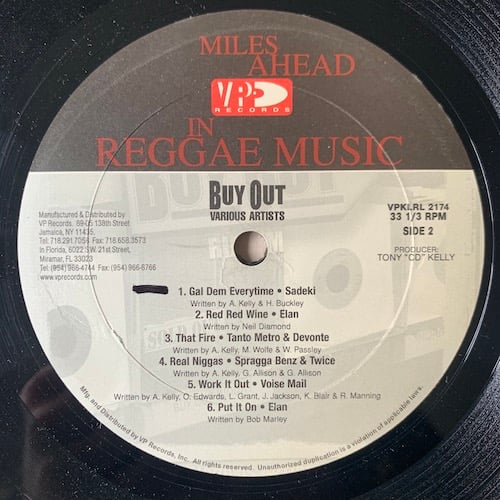 MILES
AHEAD
VP
RECORDS
IN
REGGAE MUSIC
BUY OUT
VARIOUS ARTISTS
Manufactured & Distributed by
VP Records. 89-05 138th Street
Jamaica, NY 11435.
Tel: 718.291.7054 Fax: 718.658.3573
In Florida, 6022 S.W. 21st Street,
Miramar, FL 33023
Tel (954) 966-4744 Fax: (954) 966-8766
www.vprecords.com
VPKLRL 2174
33 1/3 RPM
SIDE 2
PRODUCER:
TONY "CD" KELLY
1. Gal Dem Everytime • Sadeki
Written by A. Kelly & H. Buckley
2. Red Red Wine • Elan
Written by Neil Diamond
3. That Fire • Tanto Metro & Devonte
Written by A. Kelly, M. Wolfe & W. Passley
4. Real Niggas • Spragga Benz & Twice
Written by A. Kelly, G. Allison & G. Allison
5. Work It Out • Voise Mail
Written by A. Kelly, O. Edwards, L. Grant, J. Jackson, K. Blair & R. Manning
6. Put It On • Elan
Written by Bob Marley
Mfg. and Distributed by VP Records, Inc. All rights reserved. Unauthorized duplication is a violation of applicable laws.